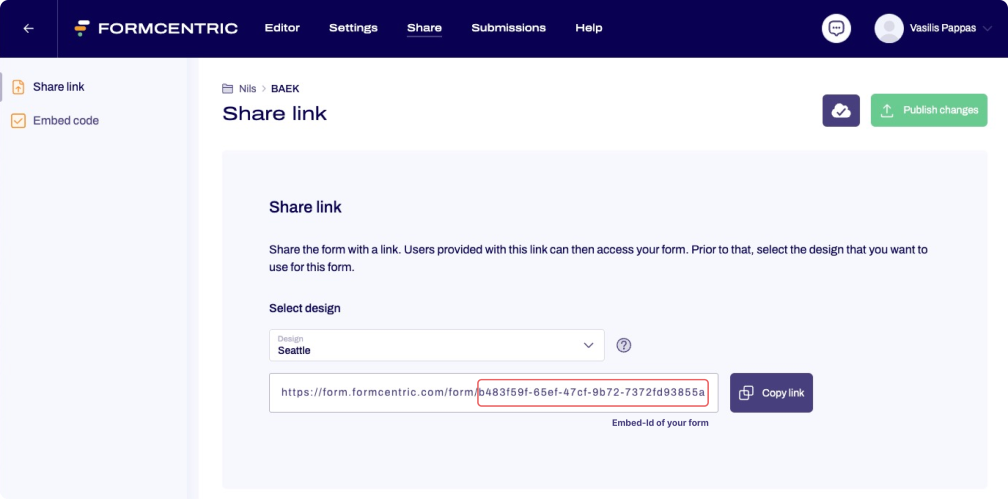 FORMCENTRIC
Editor
Settings
Share
Submissions
Help
Vasilis Pappas
Share link
Embed code
Nils > BAEK
Share link
Publish changes
Share link
Share the form with a link. Users provided with this link can then access your form. Prior to that, select the design that you want to
use for this form.
Select design
Design
Seattle
https://form.formcentric.com/form/b483f59f-65ef-47cf-9b72-7372fd93855a
Copy link
Embed-Id of your form